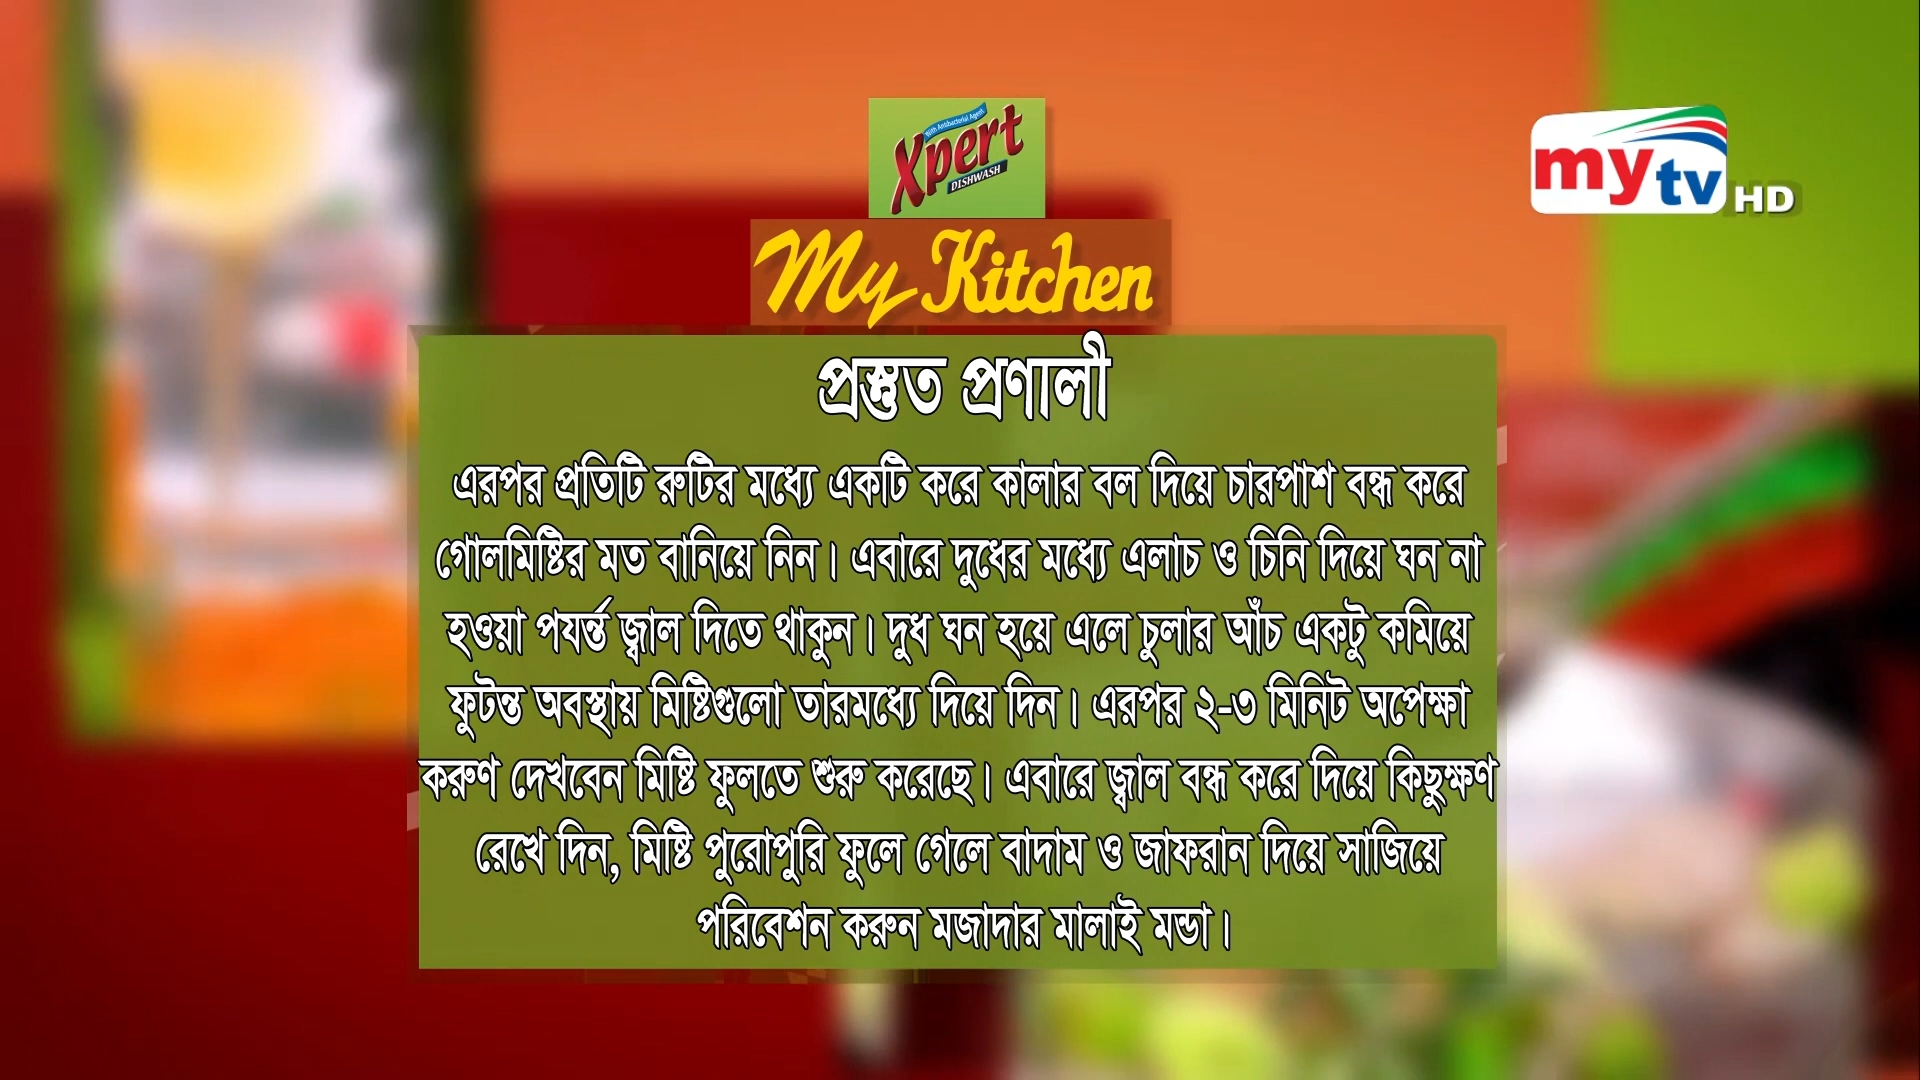 With Antibacterial Agent
Xpert
DISHWASH
my tv HD
My Kitchen
প্রস্তুত প্রণালী
এরপর প্রতিটি রুটির মধ্যে একটি করে কালার বল দিয়ে চারপাশ বন্ধ করে
গোলমিষ্টির মত বানিয়ে নিন। এবারে দুধের মধ্যে এলাচ ও চিনি দিয়ে ঘন না
হওয়া পযর্ন্ত জ্বাল দিতে থাকুন। দুধ ঘন হয়ে এলে চুলার আঁচ একটু কমিয়ে
ফুটন্ত অবস্থায় মিষ্টিগুলো তারমধ্যে দিয়ে দিন। এরপর ২-৩ মিনিট অপেক্ষা
করুণ দেখবেন মিষ্টি ফুলতে শুরু করেছে। এবারে জ্বাল বন্ধ করে দিয়ে কিছুক্ষণ
রেখে দিন, মিষ্টি পুরোপুরি ফুলে গেলে বাদাম ও জাফরান দিয়ে সাজিয়ে
পরিবেশন করুন মজাদার মালাই মন্ডা।